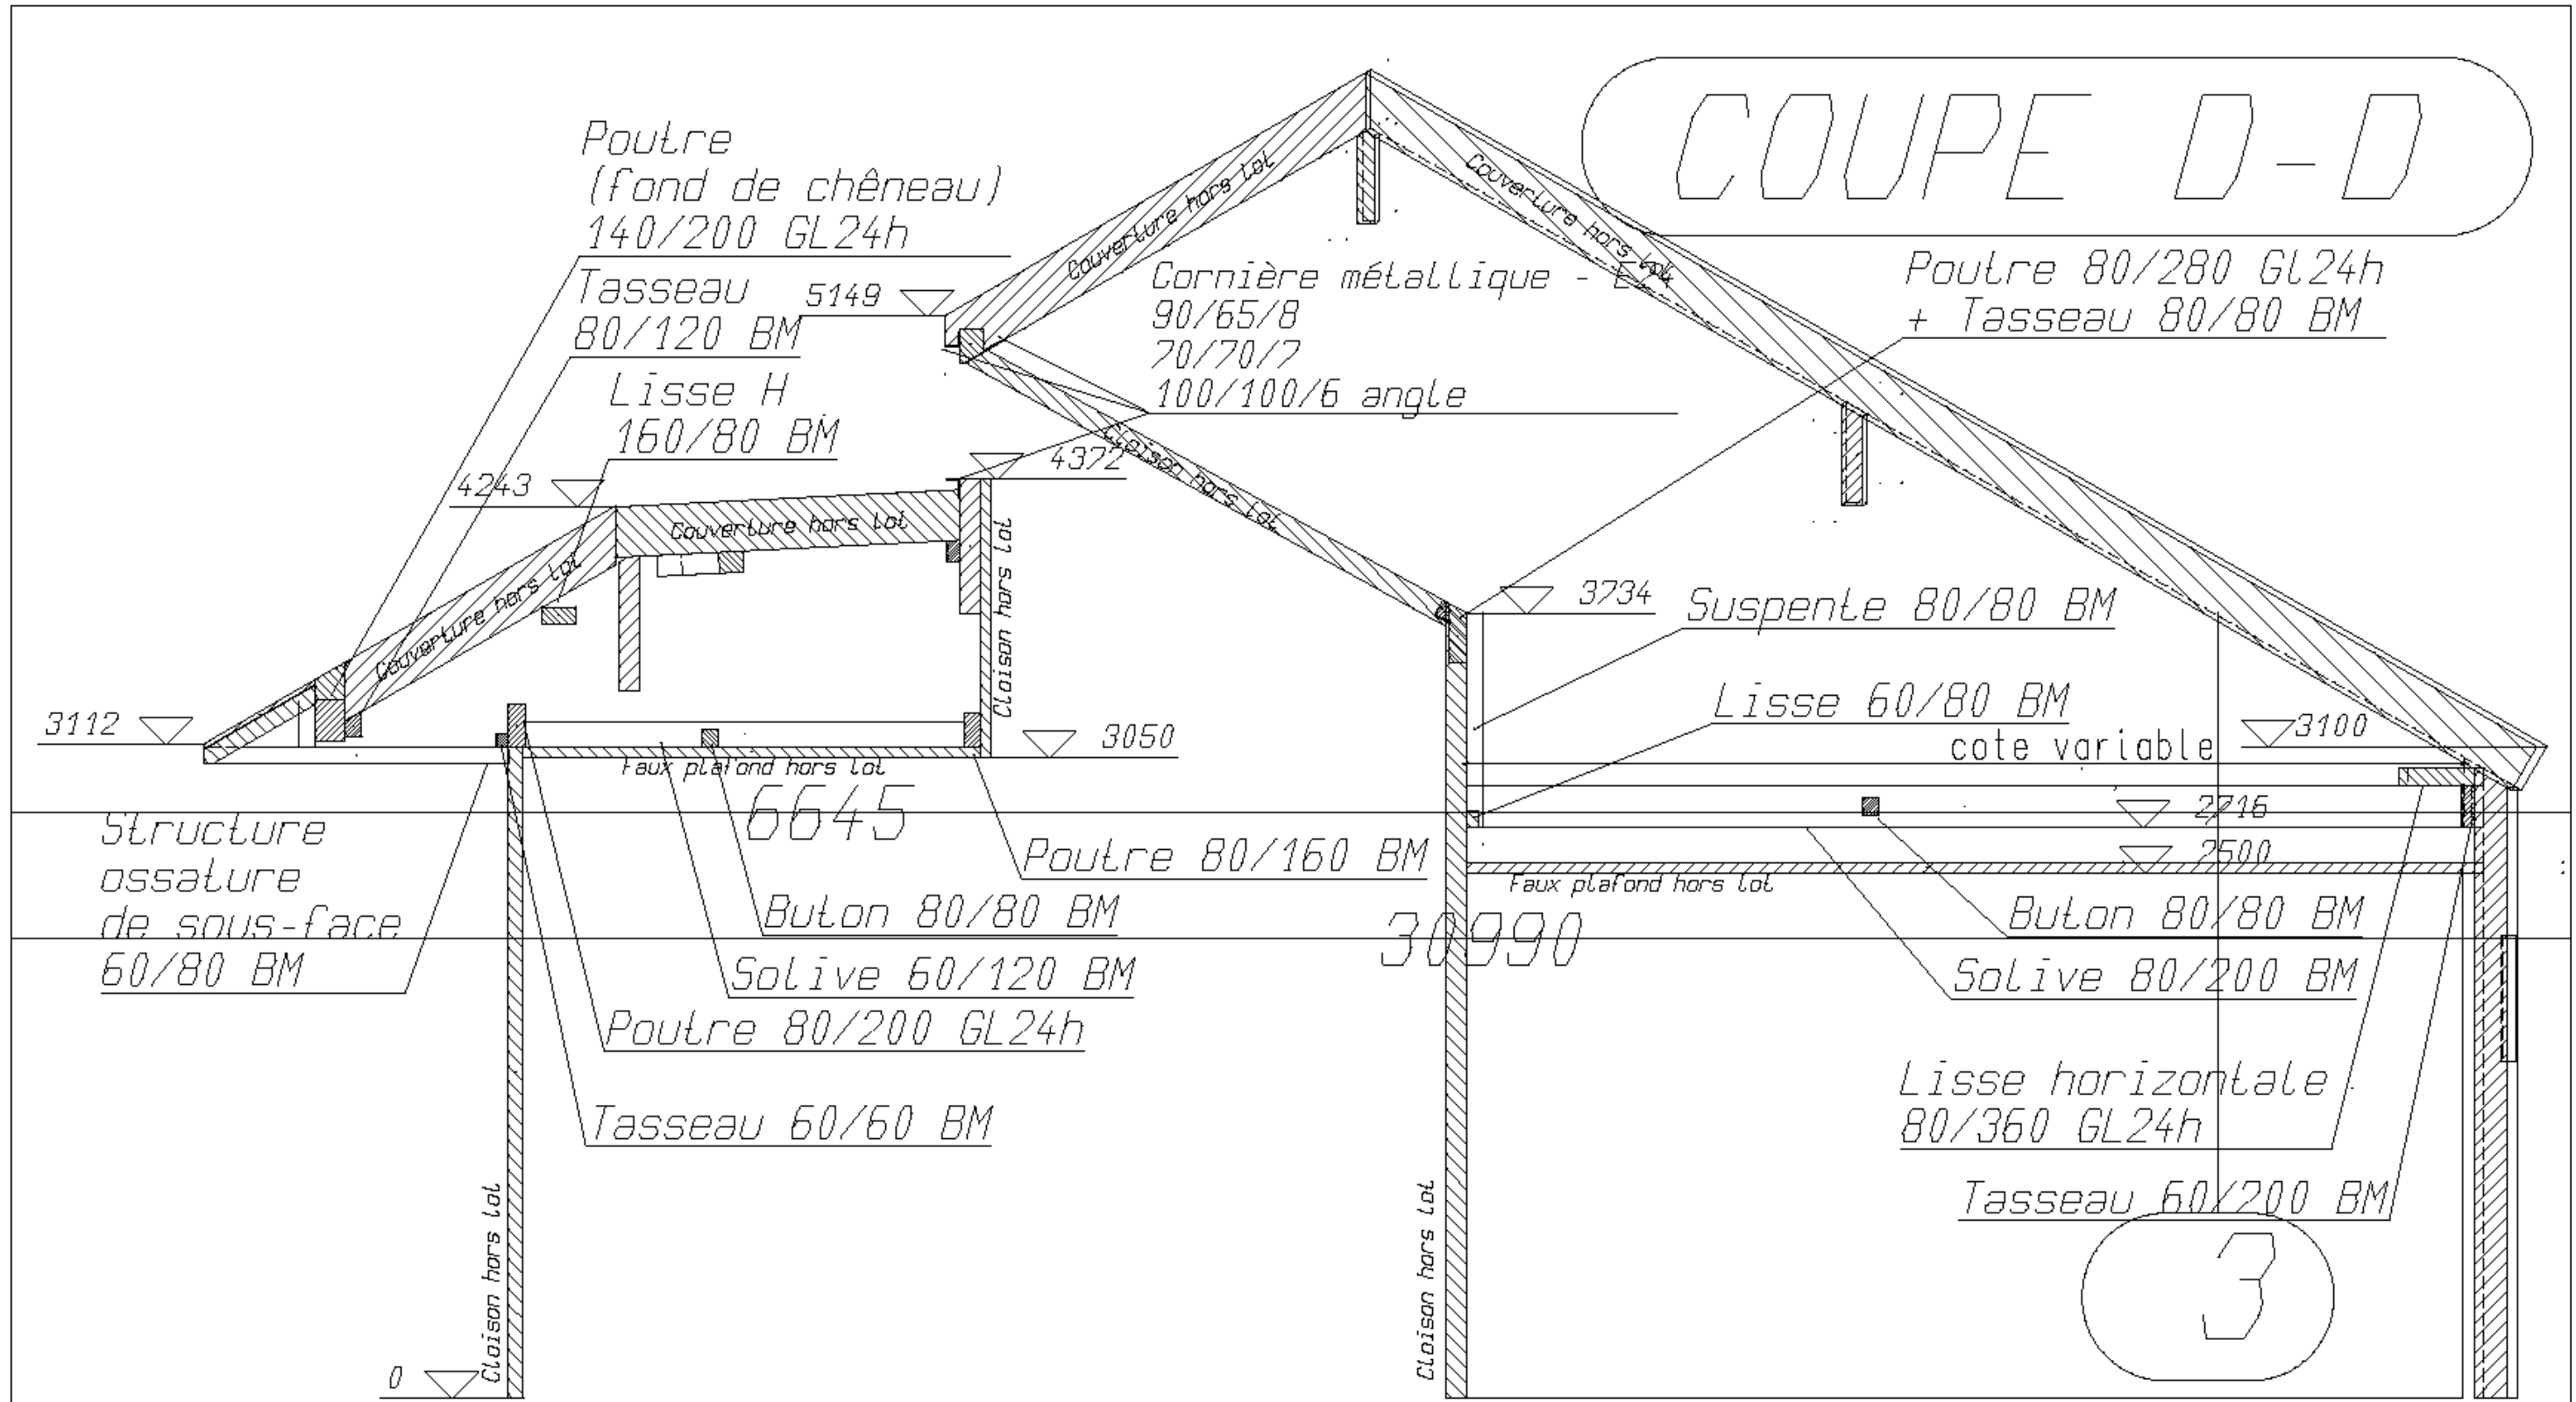 COUPE D-D
Poutre
(fond de chêneau)
140/200 GL24h
Tasseau
80/120 BM
Lisse H
160/80 BM
5149
Cornière métallique -
90/65/8
70/70/7
100/100/6 angle
Poutre 80/280 GL24h
+ Tasseau 80/80 BM
Couverture hors lot
Couverture hors lot
4243
4372
Couverture hors lot
Couverture hors lot
Cloison hors lot
Cloison hors lot
3734
Suspente 80/80 BM
Lisse 60/80 BM
3112
3050
3100
cote variable
Faux plafond hors lot
6645
2716
2500
Faux plafond hors lot
Structure
ossature
de sous-face
60/80 BM
Poutre 80/160 BM
Buton 80/80 BM
Solive 60/120 BM
Poutre 80/200 GL24h
Tasseau 60/60 BM
30990
Buton 80/80 BM
Solive 80/200 BM
Lisse horizontale
80/360 GL24h
Tasseau 60/200 BM
Cloison hors lot
Cloison hors lot
3
0